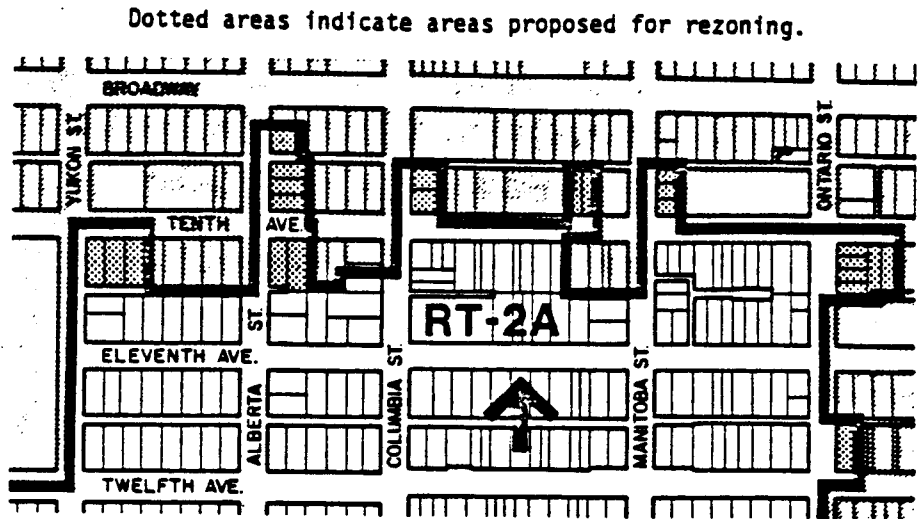 Dotted areas indicate areas proposed for rezoning.
BROADWAY
YUKON ST.
ONTARIO ST.
TENTH AVE.
RT-2A
ST.
ELEVENTH AVE.
ALBERTA
COLUMBIA ST.
MANITOBA ST.
TWELFTH AVE.